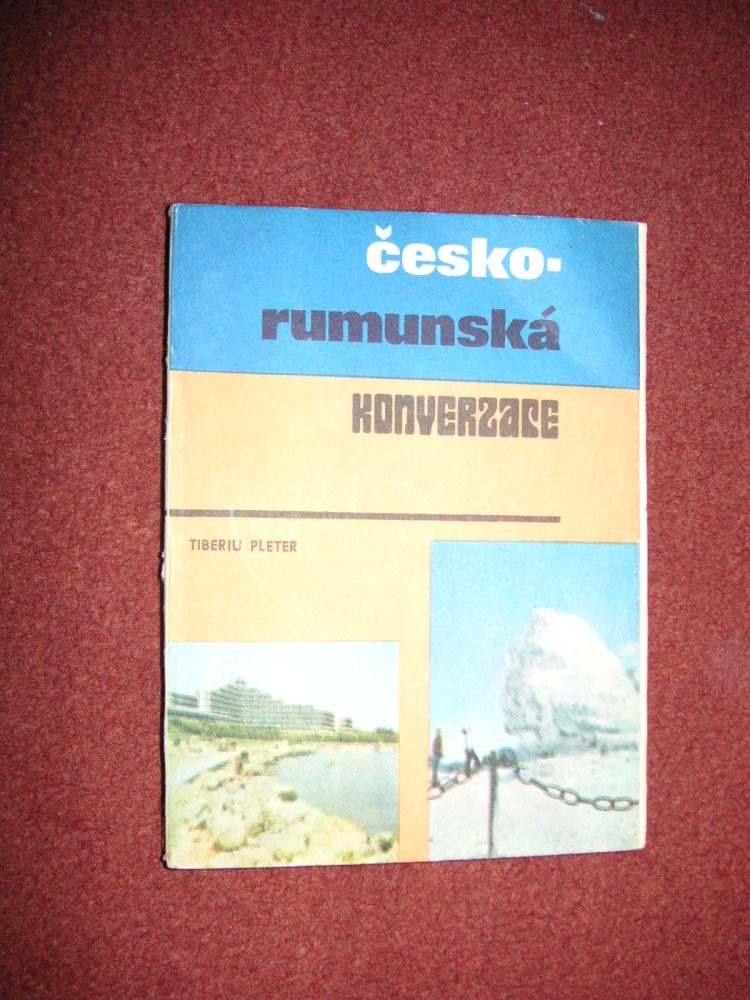 česko-
rumunská
KONVERZACE
TIBERIU PLETER